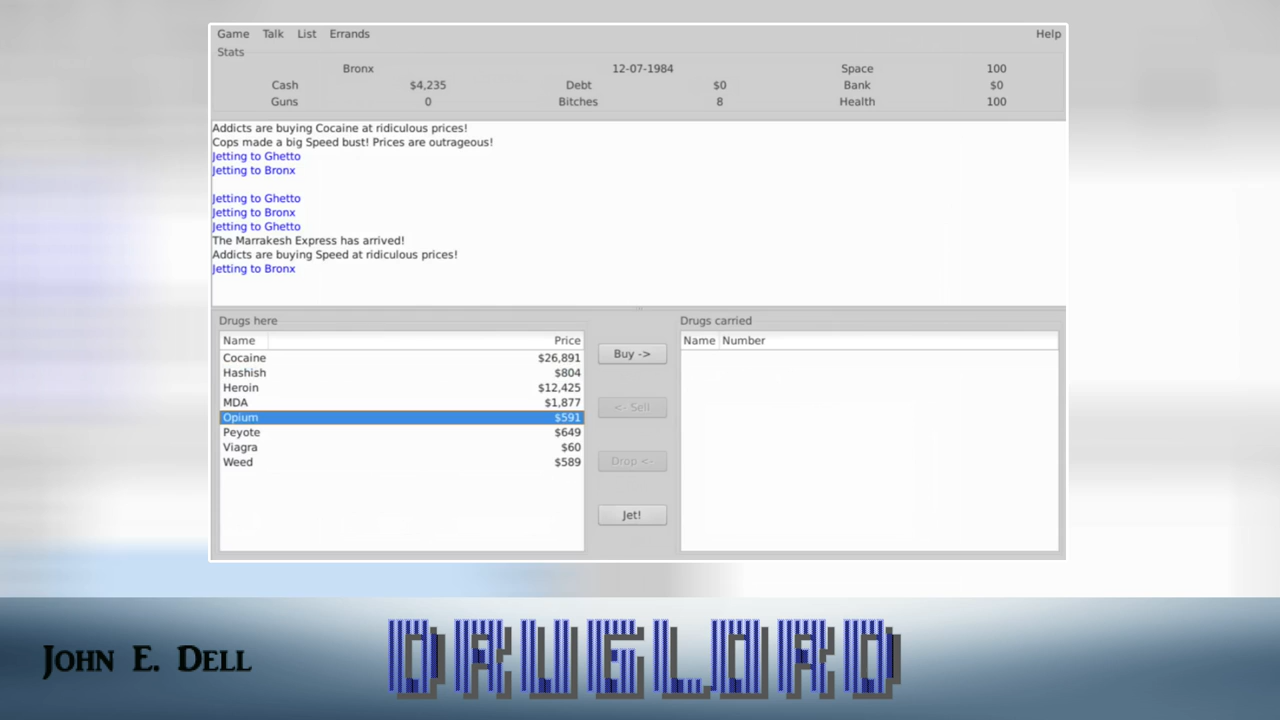 Game Talk List Errands Help
Stats
Bronx 12-07-1984 Space 100
Cash $4,235 Debt $0 Bank $0
Guns 0 Bitches 8 Health 100
Addicts are buying Cocaine at ridiculous prices!
Cops made a big Speed bust! Prices are outrageous!
Jetting to Ghetto
Jetting to Bronx
Jetting to Ghetto
Jetting to Bronx
Jetting to Ghetto
The Marrakesh Express has arrived!
Addicts are buying Speed at ridiculous prices!
Jetting to Bronx
Drugs here
Name Price
Cocaine $26,891
Hashish $804
Heroin $12,425
MDA $1,877
Opium $591
Peyote $649
Viagra $60
Weed $589
Buy ->
<- Sell
Drop <-
Jet!
Drugs carried
Name Number
John E. Dell
DRUGLORD